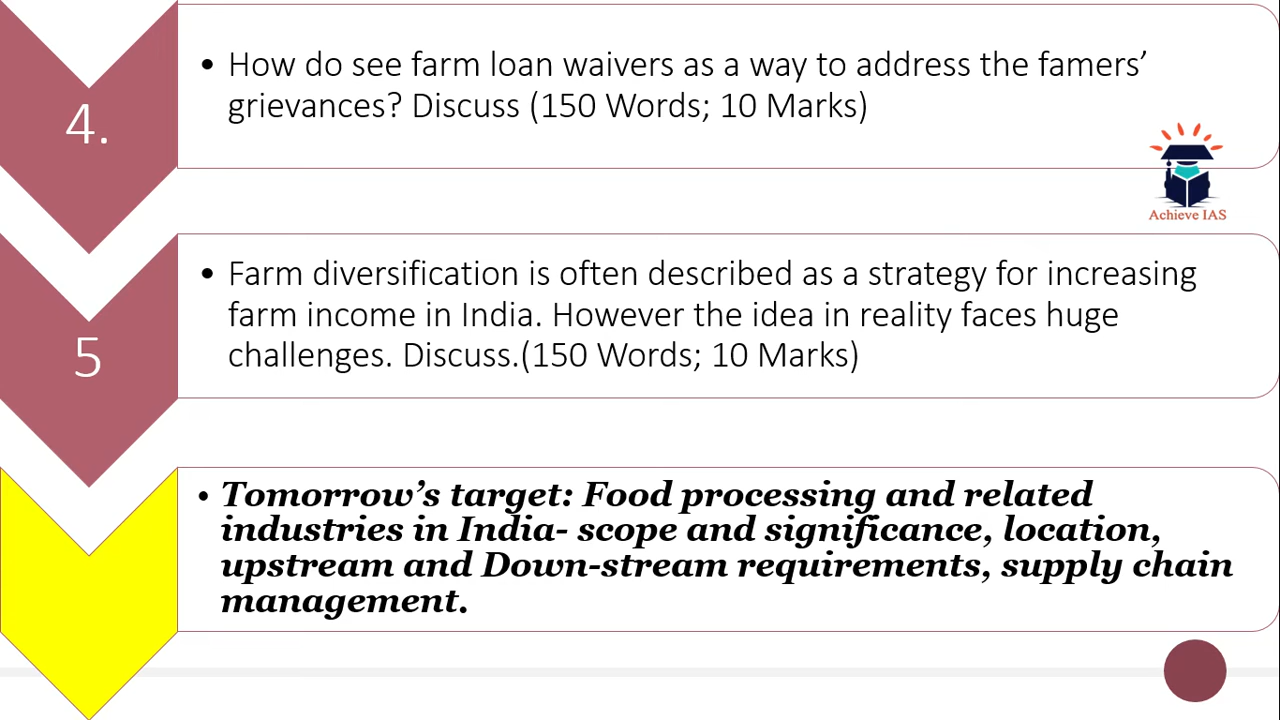 4.
• How do see farm loan waivers as a way to address the famers’
grievances? Discuss (150 Words; 10 Marks)
Achieve IAS
5
• Farm diversification is often described as a strategy for increasing
farm income in India. However the idea in reality faces huge
challenges. Discuss.(150 Words; 10 Marks)
• Tomorrow’s target: Food processing and related
industries in India- scope and significance, location,
upstream and Down-stream requirements, supply chain
management.